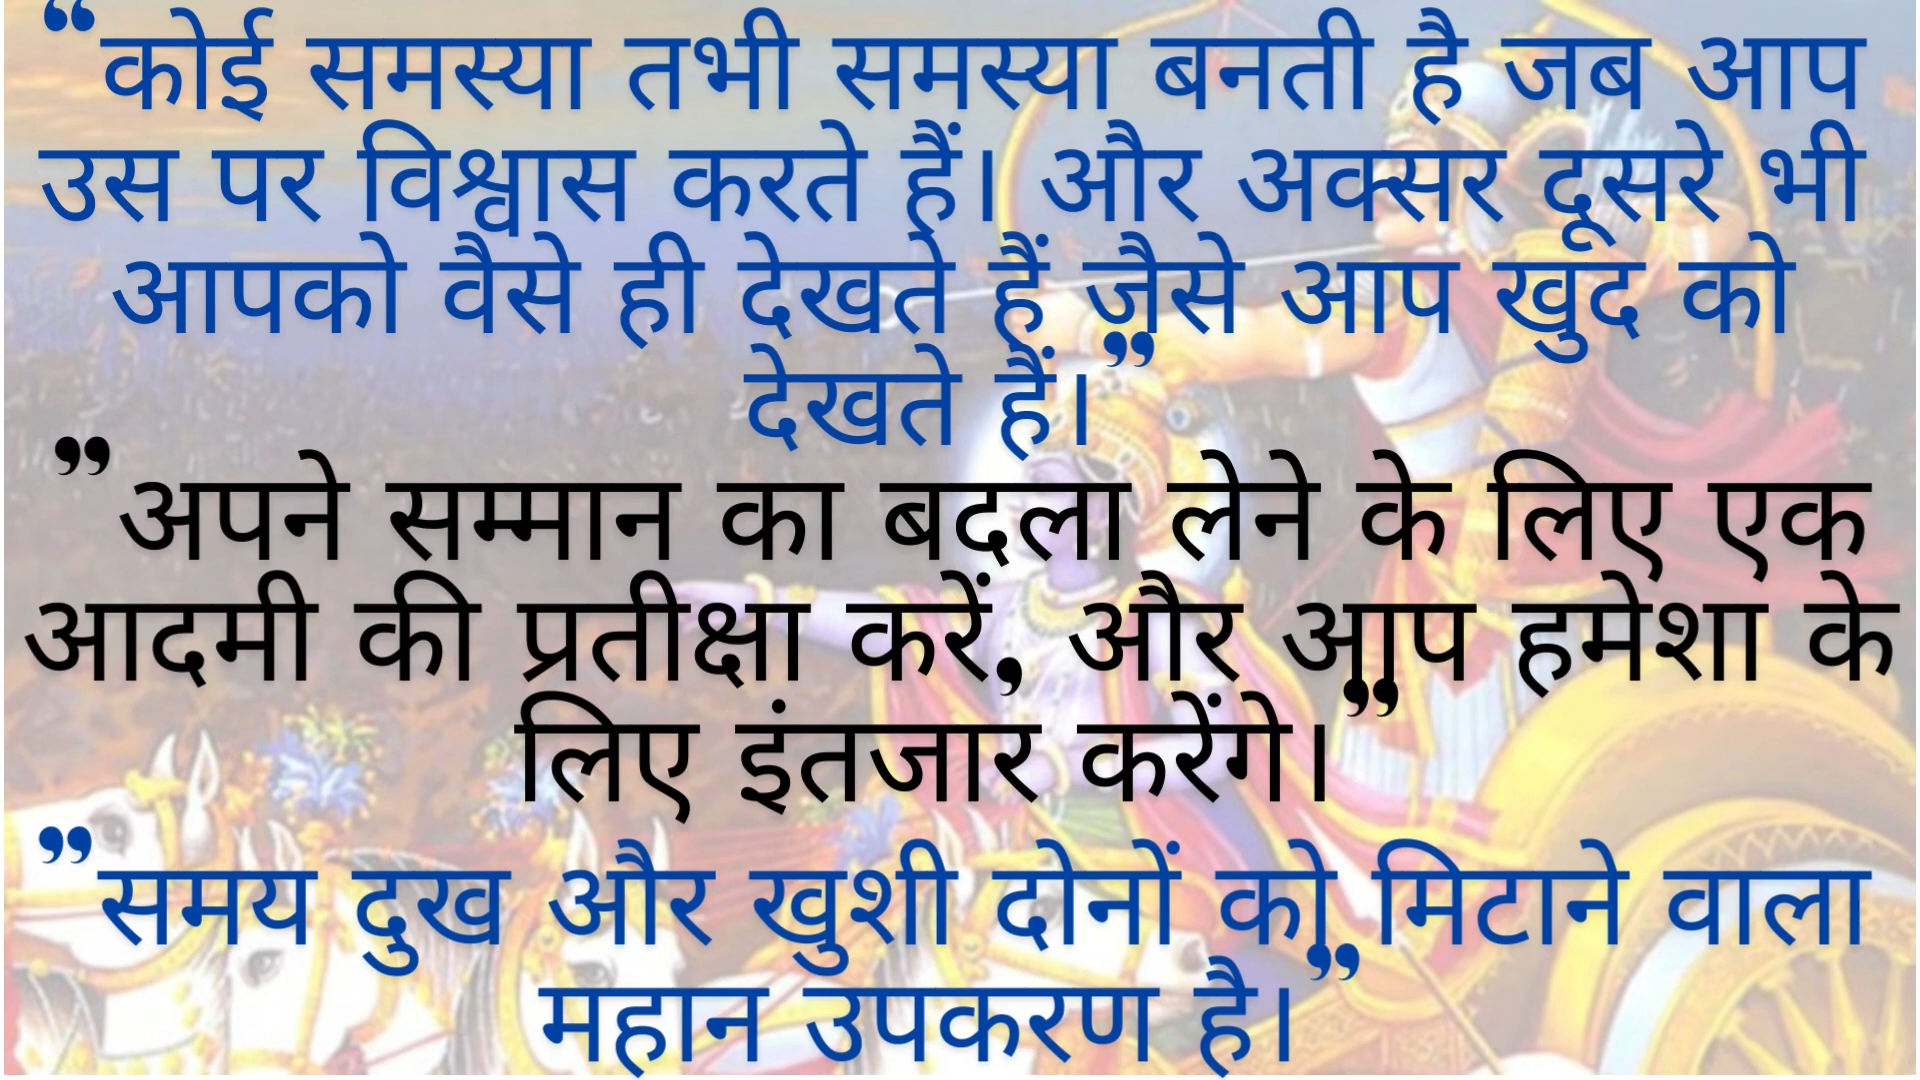 “कोई समस्या तभी समस्या बनती है जब आप
उस पर विश्वास करते हैं। और अक्सर दूसरे भी
आपको वैसे ही देखते हैं जैसे आप खुद को
देखते हैं।”
”अपने सम्मान का बदला लेने के लिए एक
आदमी की प्रतीक्षा करें, और आप हमेशा के
लिए इंतजार करेंगे।”
”समय दुख और खुशी दोनों को मिटाने वाला
महान उपकरण है।”